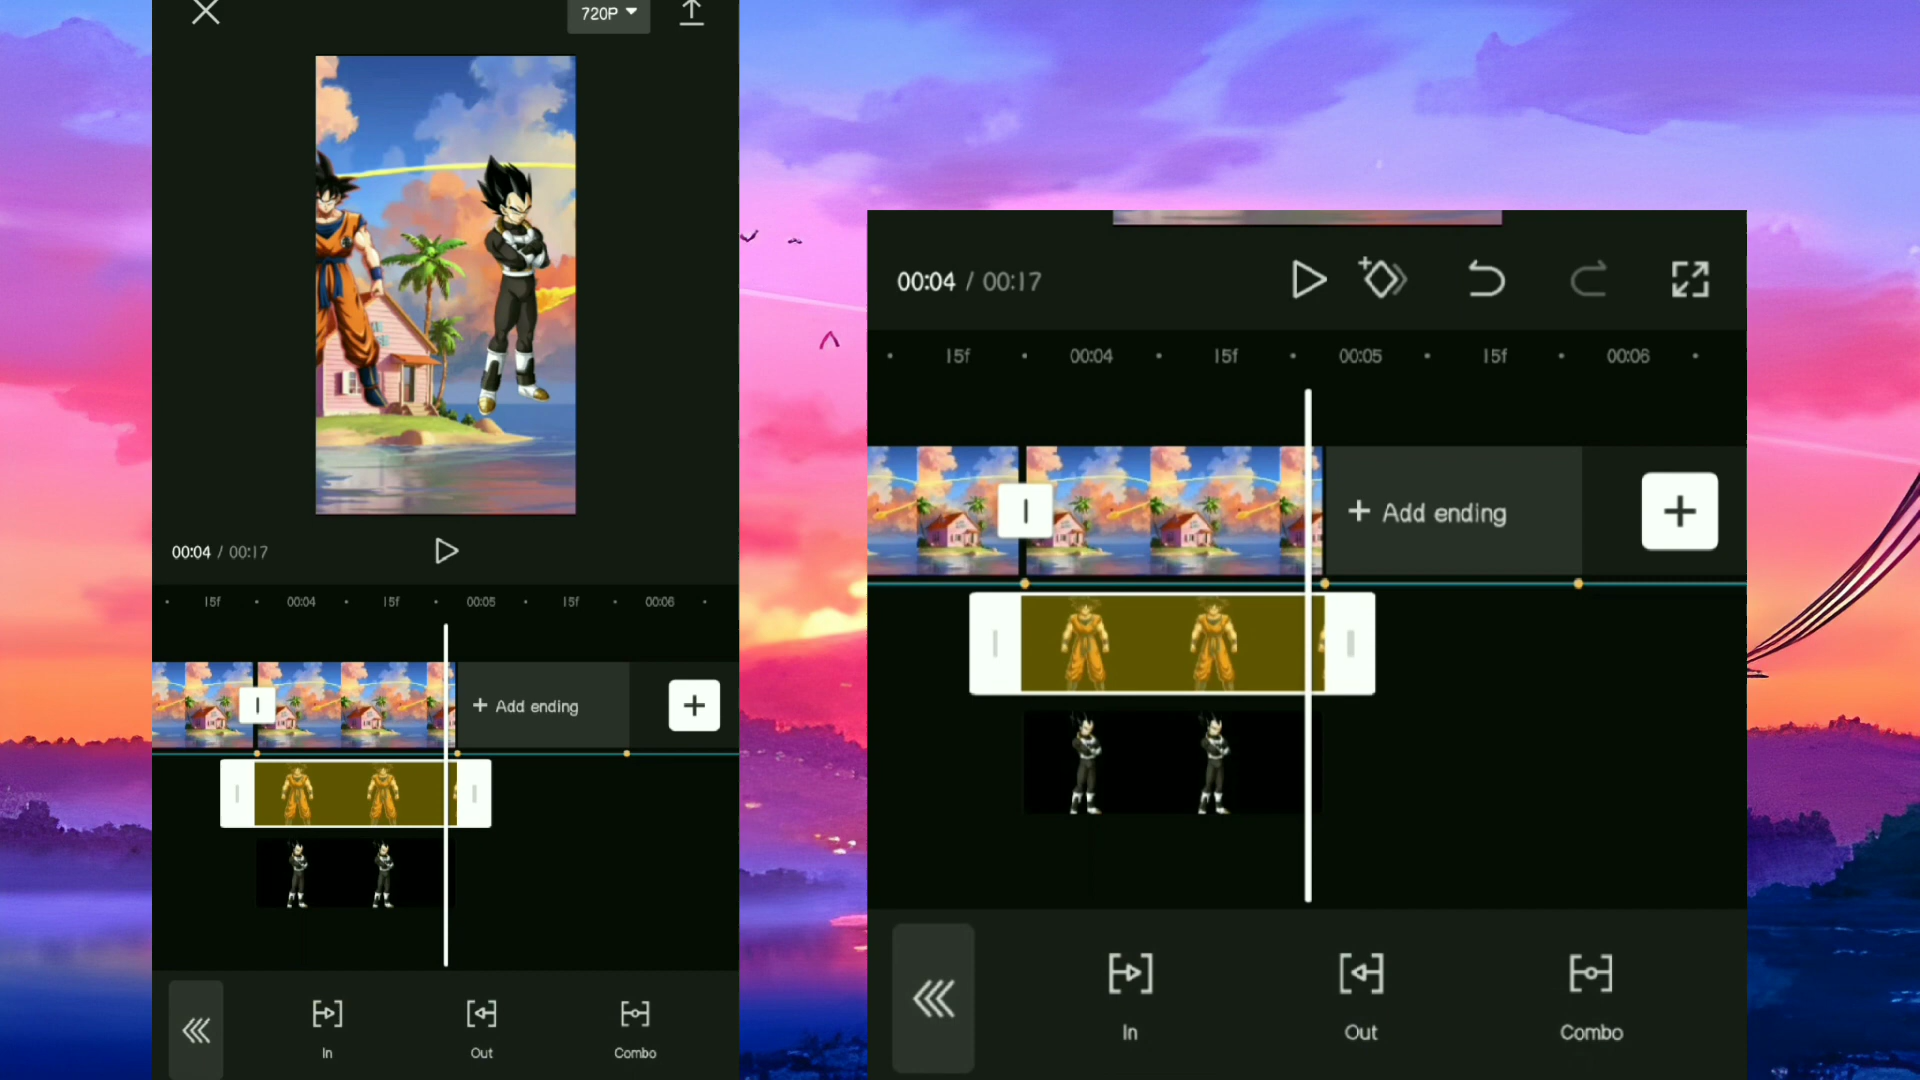 720P
00:04 / 00:17
15f 00:04 15f 00:05 15f 00:06
+ Add ending
In Out Combo
00:04 / 00:17
15f 00:04 15f 00:05 15f 00:06
+ Add ending
In Out Combo